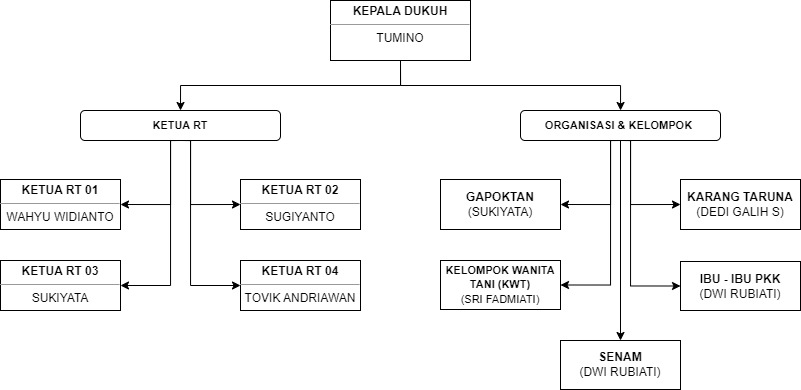 KEPALA DUKUH
TUMINO
KETUA RT
ORGANISASI & KELOMPOK
KETUA RT 01
WAHYU WIDIANTO
KETUA RT 02
SUGIYANTO
GAPOKTAN
(SUKIYATA)
KARANG TARUNA
(DEDI GALIH S)
KETUA RT 03
SUKIYATA
KETUA RT 04
TOVIK ANDRIAWAN
KELOMPOK WANITA
TANI (KWT)
(SRI FADMIATI)
IBU - IBU PKK
(DWI RUBIATI)
SENAM
(DWI RUBIATI)